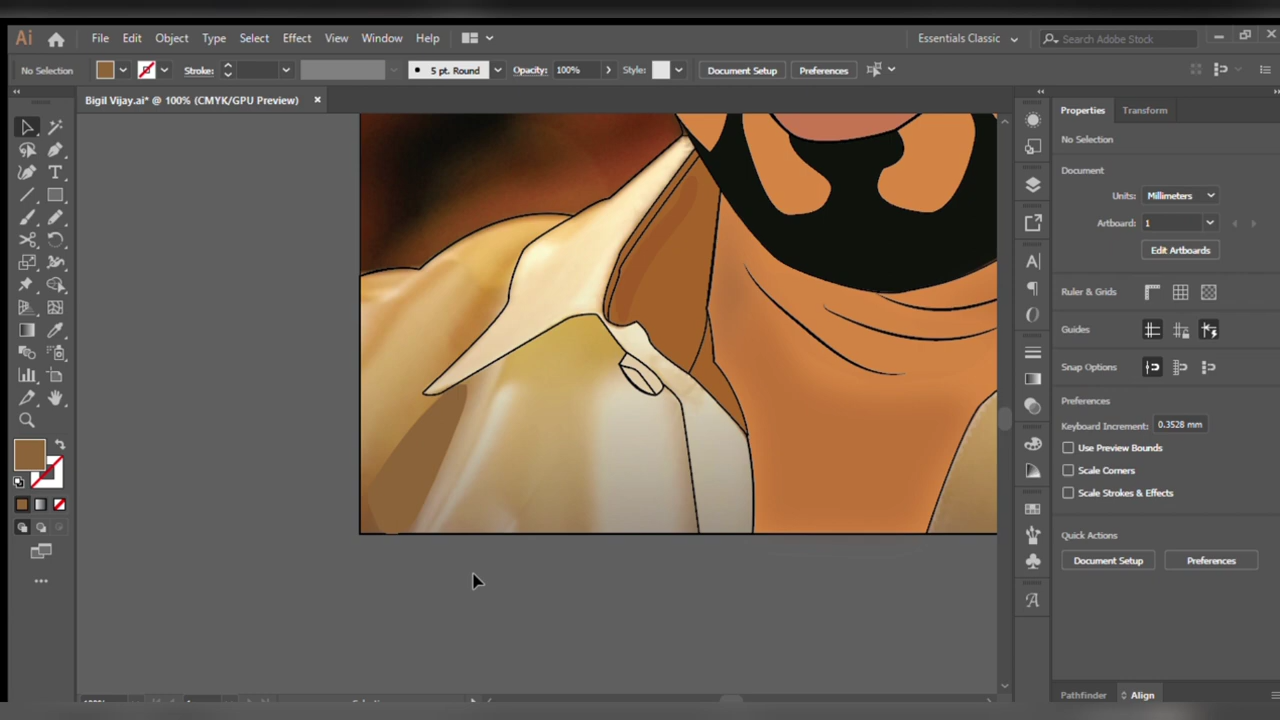 Ai File Edit Object Type Select Effect View Window Help Essentials Classic Search Adobe Stock
No Selection Stroke: 5 pt. Round Opacity: 100% Style: Document Setup Preferences
Bigil Vijay.ai* @ 100% (CMYK/GPU Preview)
Properties Transform
No Selection
Document
Units: Millimeters
Artboard: 1
Edit Artboards
Ruler & Grids
Guides
Snap Options
Preferences
Keyboard Increment: 0.3528 mm
Use Preview Bounds
Scale Corners
Scale Strokes & Effects
Quick Actions
Document Setup Preferences
Pathfinder Align